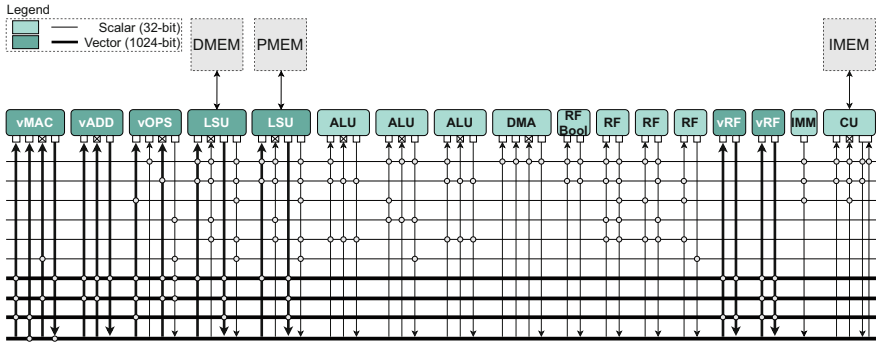 Legend
Scalar (32-bit)
Vector (1024-bit)
DMEM PMEM IMEM
vMAC vADD vOPS LSU LSU ALU ALU ALU DMA RF Bool RF RF RF vRF vRF IMM CU